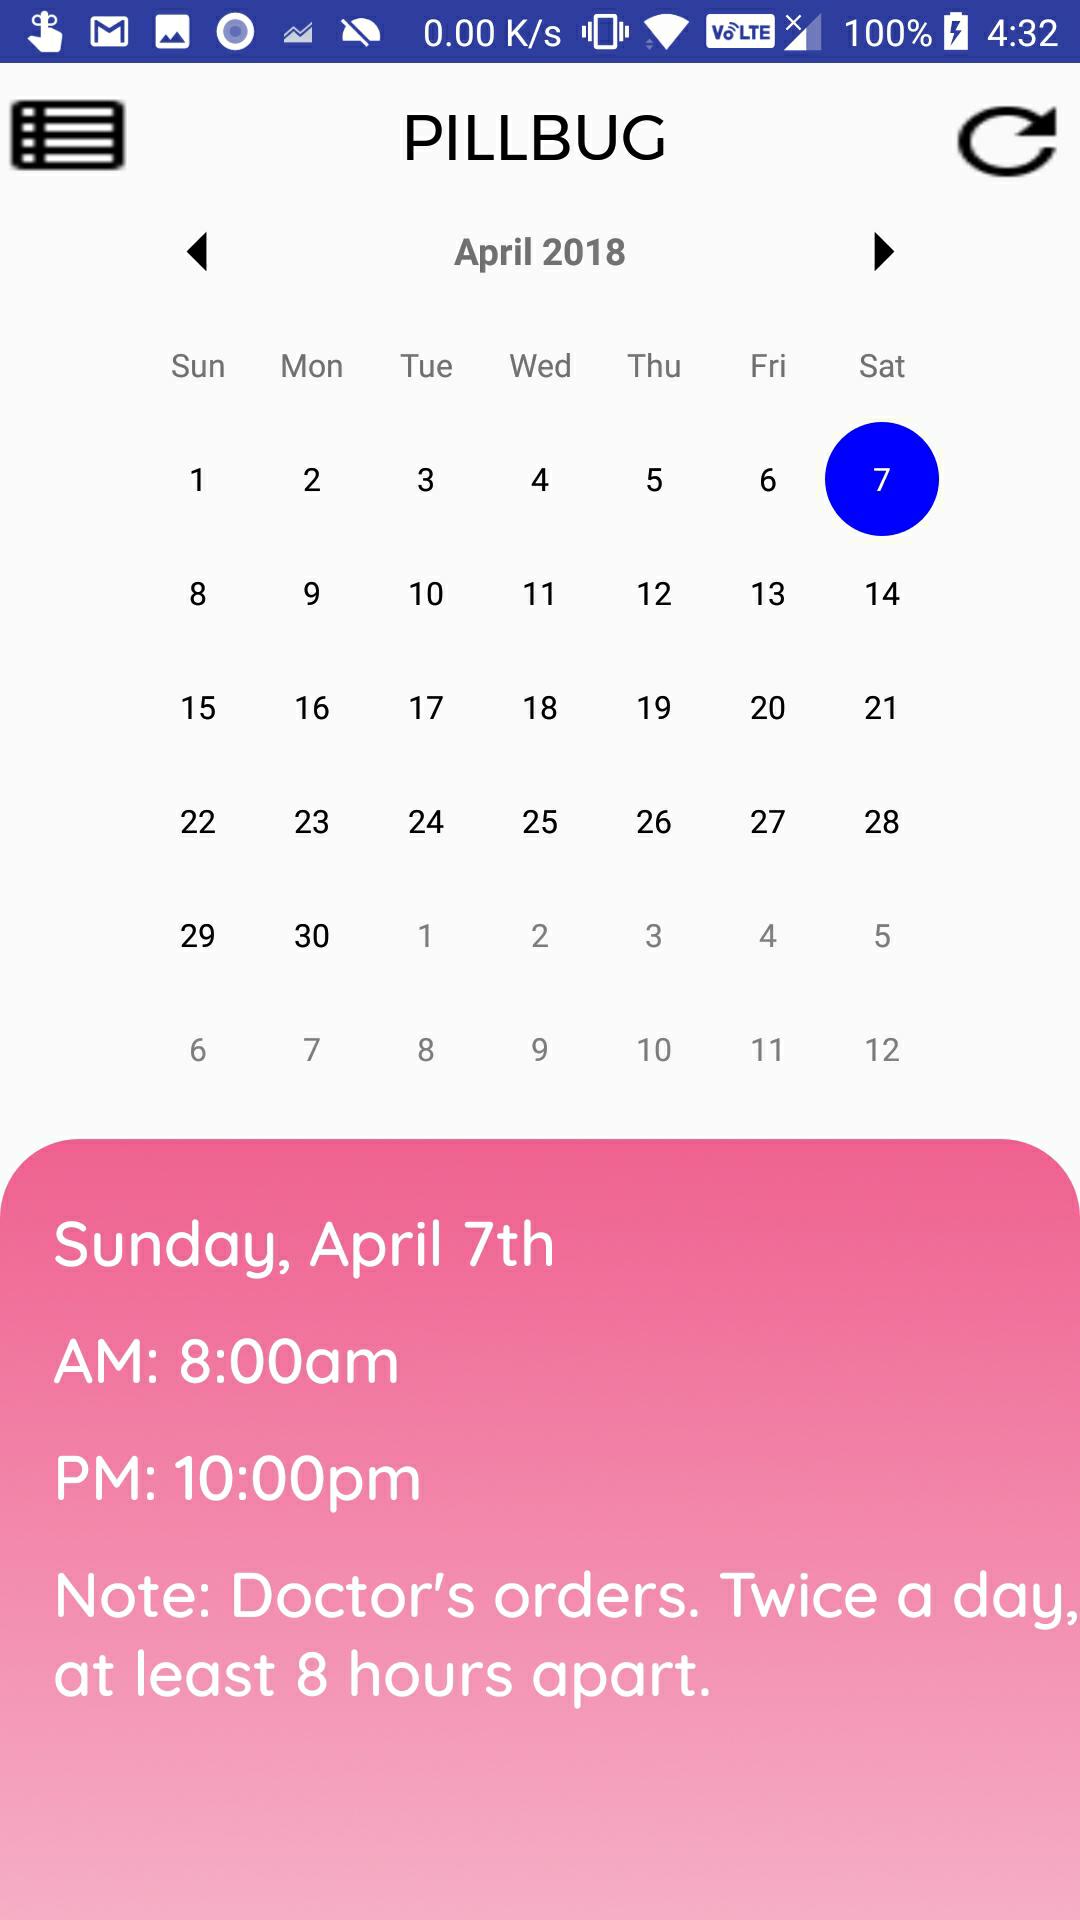 0.00 K/s VoLTE 100% 4:32
PILLBUG
April 2018
Sun Mon Tue Wed Thu Fri Sat
1 2 3 4 5 6 7
8 9 10 11 12 13 14
15 16 17 18 19 20 21
22 23 24 25 26 27 28
29 30 1 2 3 4 5
6 7 8 9 10 11 12
Sunday, April 7th
AM: 8:00am
PM: 10:00pm
Note: Doctor's orders. Twice a day,
at least 8 hours apart.